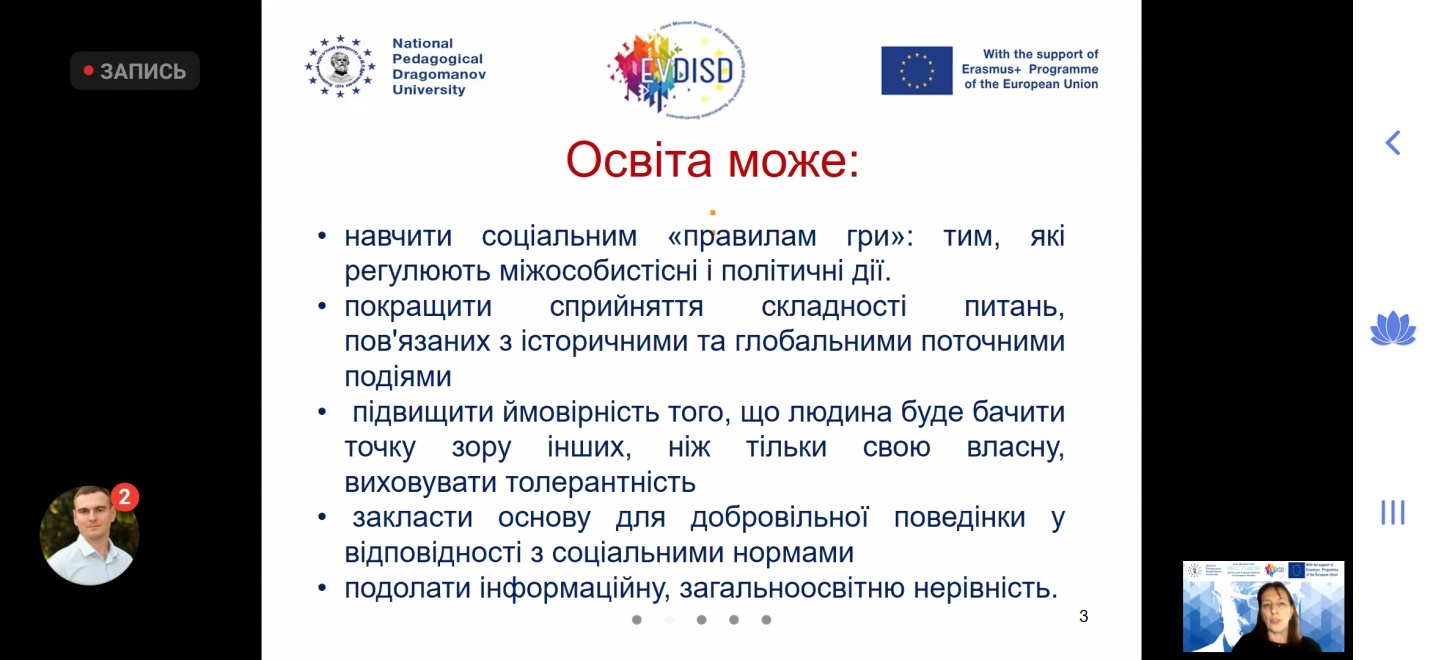 ЗАПИСЬ
National
Pedagogical
Dragomanov
University
EVDISD
With the support of
Erasmus+ Programme
of the European Union
Освіта може:
• навчити соціальним «правилам гри»: тим, які
регулюють міжособистісні і політичні дії.
• покращити сприйняття складності питань,
пов'язаних з історичними та глобальними поточними
подіями
• підвищити ймовірність того, що людина буде бачити
точку зору інших, ніж тільки свою власну,
виховувати толерантність
• закласти основу для добровільної поведінки у
відповідності з соціальними нормами
• подолати інформаційну, загальноосвітню нерівність.
3
2